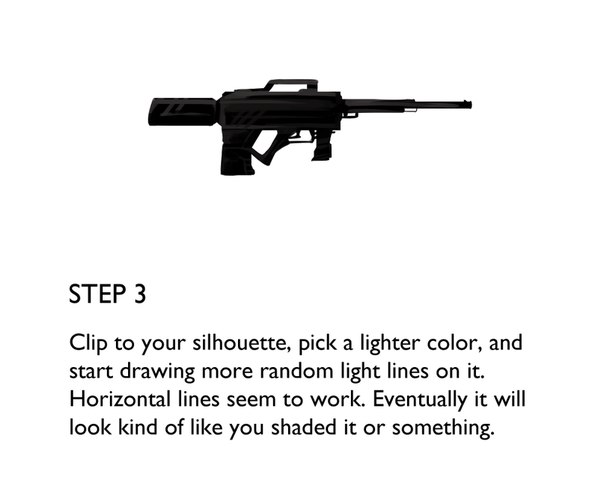 STEP 3
Clip to your silhouette, pick a lighter color, and
start drawing more random light lines on it.
Horizontal lines seem to work. Eventually it will
look kind of like you shaded it or something.